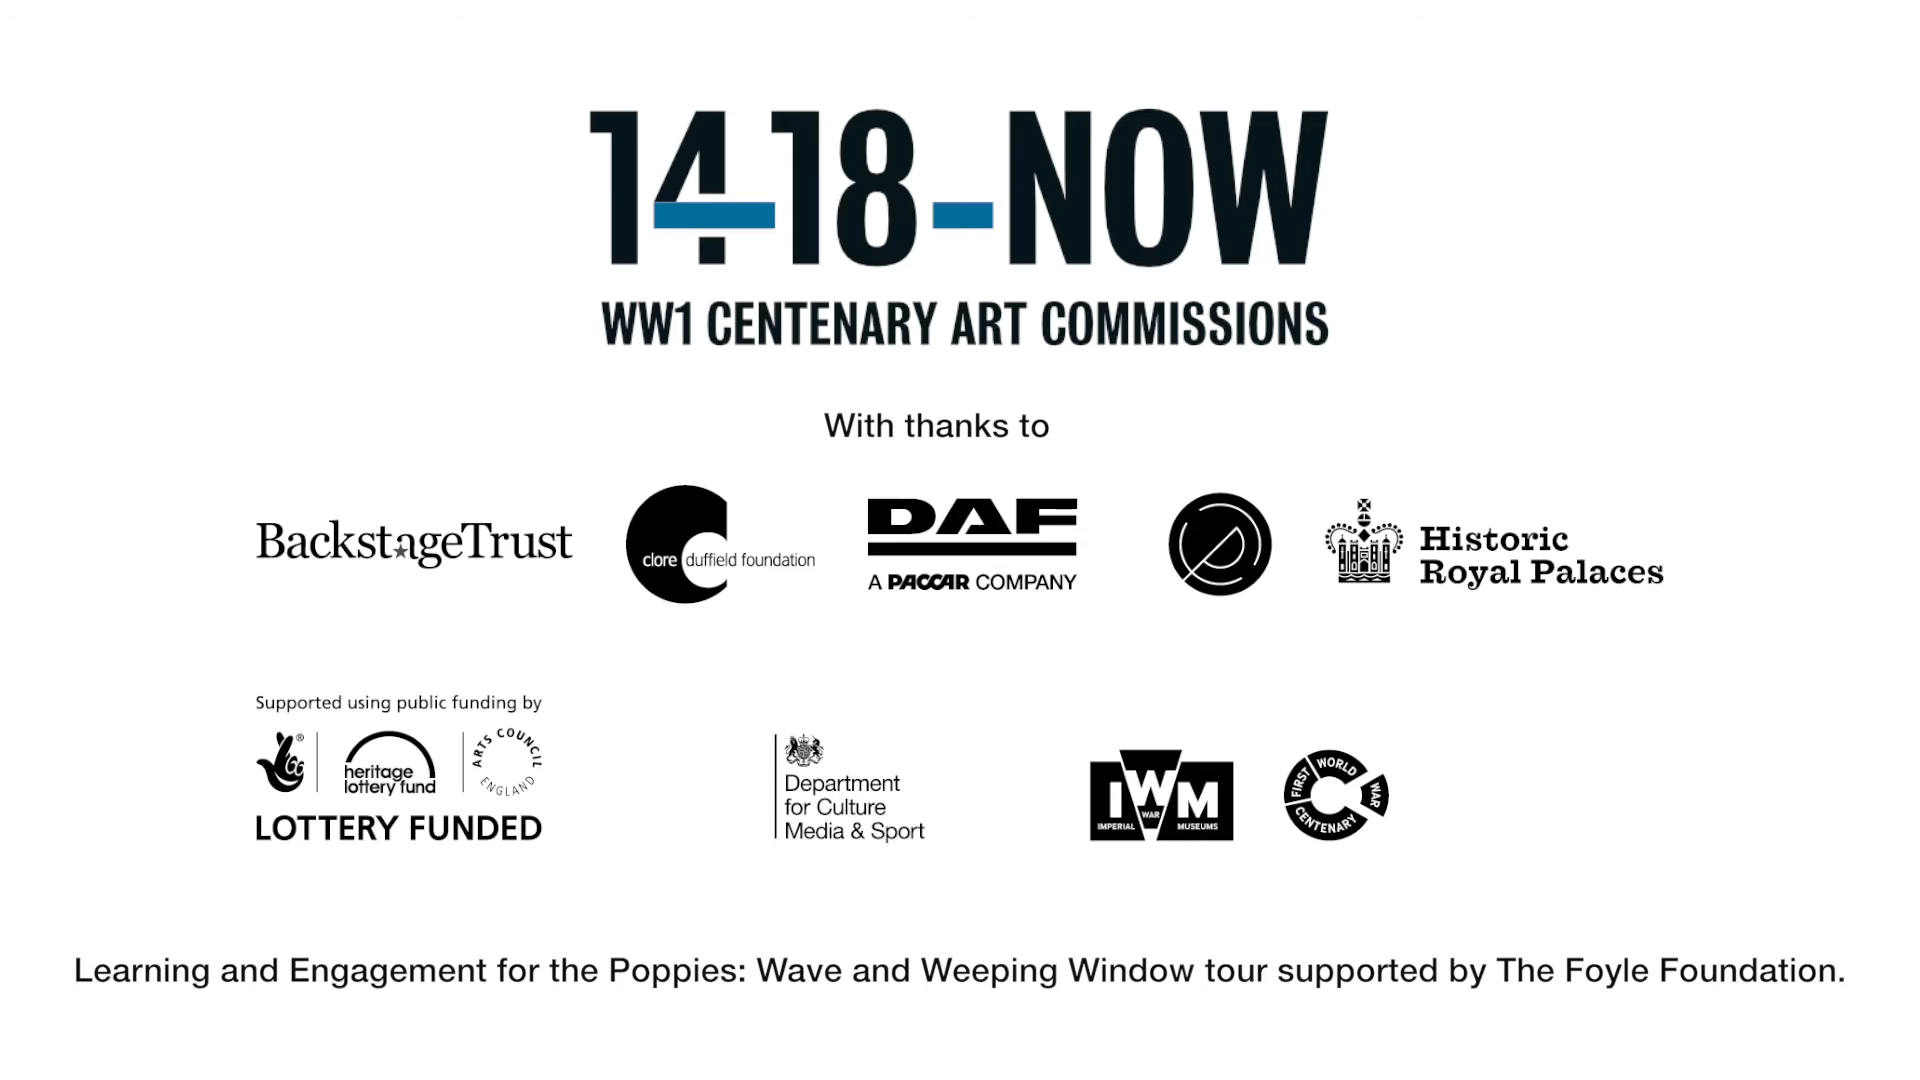 14-18-NOW
WW1 CENTENARY ART COMMISSIONS
With thanks to
BackstageTrust
clore duffield foundation
DAF
A PACCAR COMPANY
Historic
Royal Palaces
Supported using public funding by
heritage
lottery fund
ARTS COUNCIL
ENGLAND
LOTTERY FUNDED
Department
for Culture
Media & Sport
IWM
IMPERIAL WAR MUSEUMS
FIRST WORLD WAR CENTENARY
Learning and Engagement for the Poppies: Wave and Weeping Window tour supported by The Foyle Foundation.